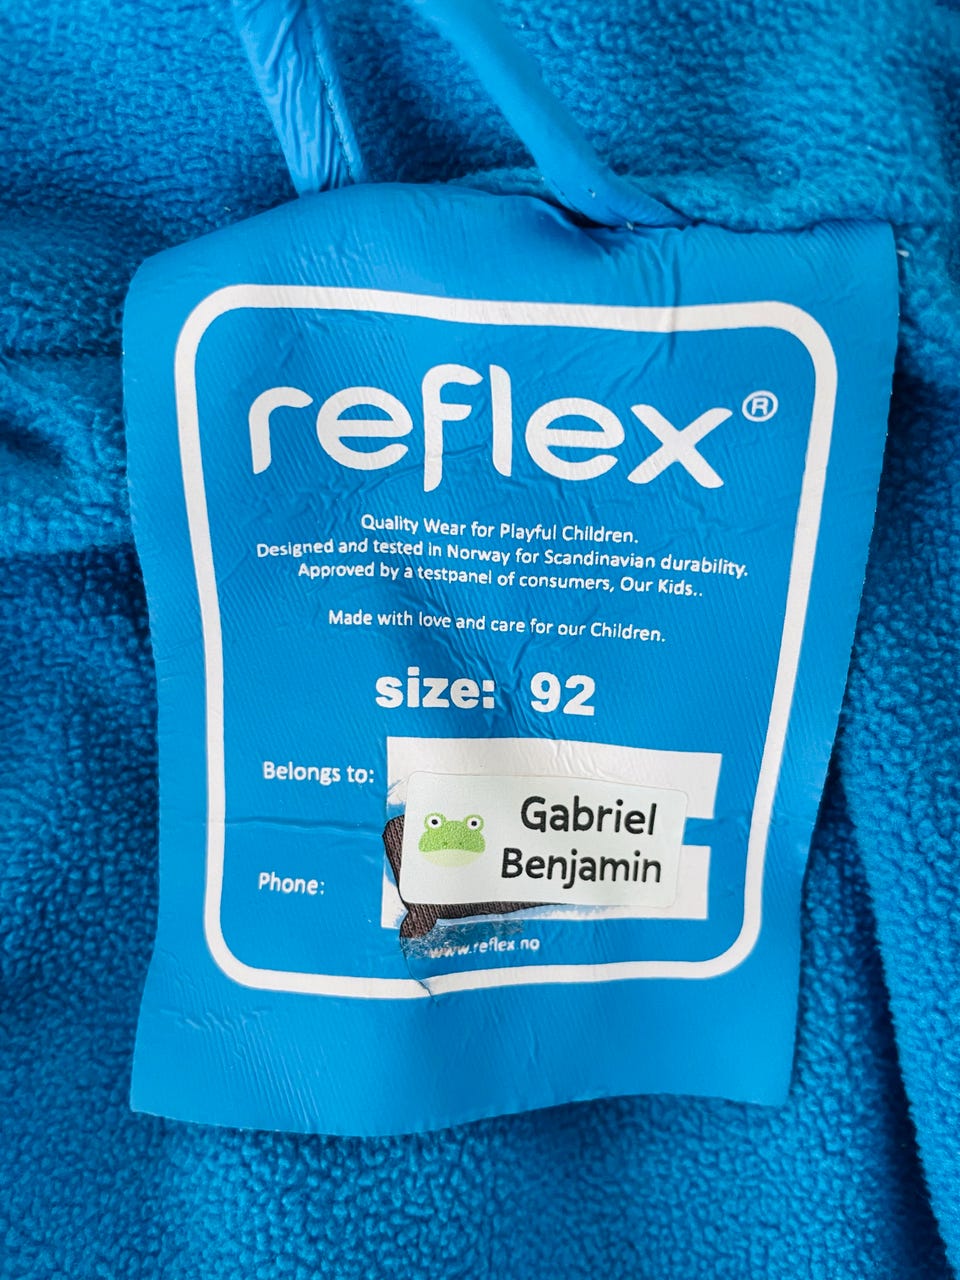 reflex®
Quality Wear for Playful Children.
Designed and tested in Norway for Scandinavian durability.
Approved by a testpanel of consumers, Our Kids..
Made with love and care for our Children.
size: 92
Belongs to:
Gabriel
Benjamin
Phone:
www.reflex.no